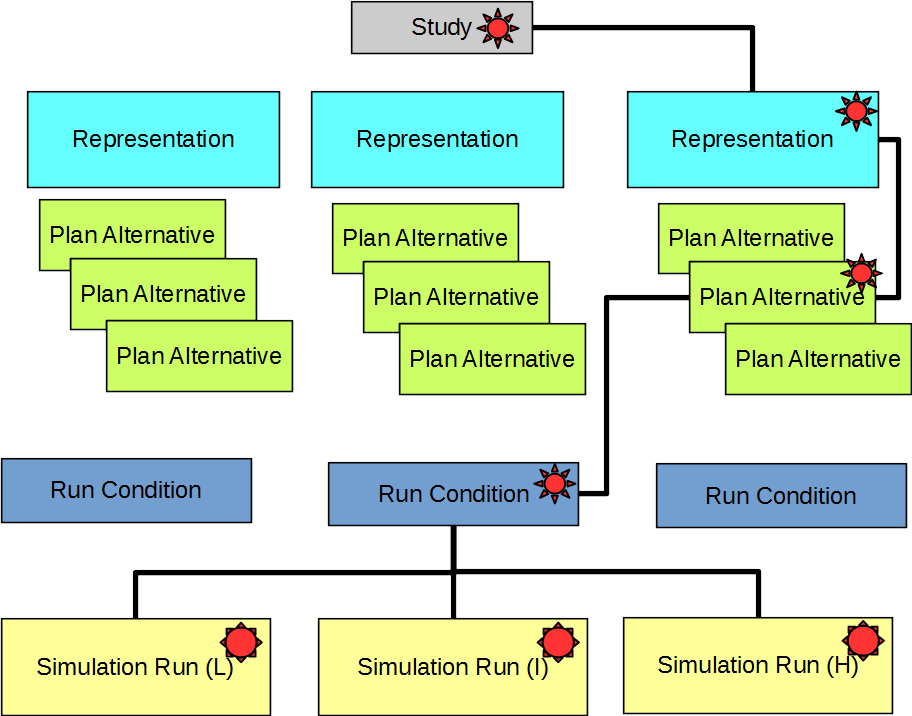 Study
Representation
Representation
Representation
Plan Alternative
Plan Alternative
Plan Alternative
Plan Alternative
Plan Alternative
Plan Alternative
Plan Alternative
Plan Alternative
Plan Alternative
Run Condition
Run Condition
Run Condition
Simulation Run (L)
Simulation Run (I)
Simulation Run (H)